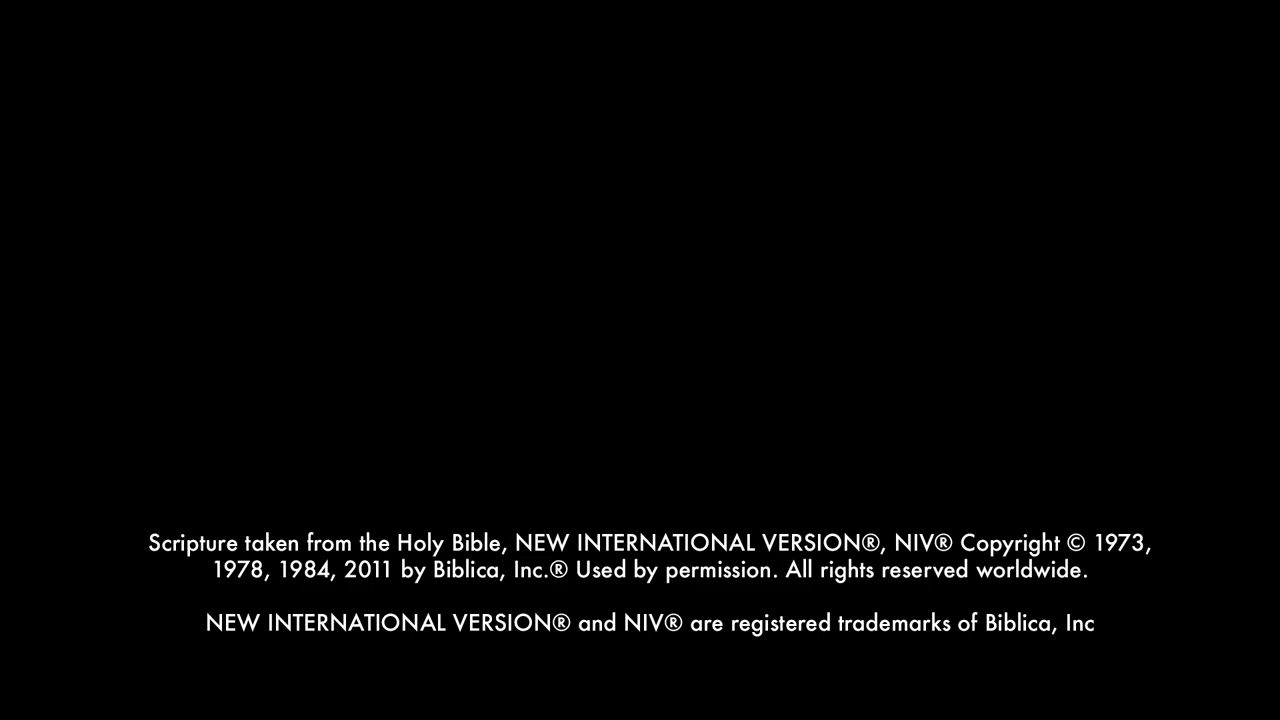 Scripture taken from the Holy Bible, NEW INTERNATIONAL VERSION®, NIV® Copyright © 1973,
1978, 1984, 2011 by Biblica, Inc.® Used by permission. All rights reserved worldwide.
NEW INTERNATIONAL VERSION® and NIV® are registered trademarks of Biblica, Inc